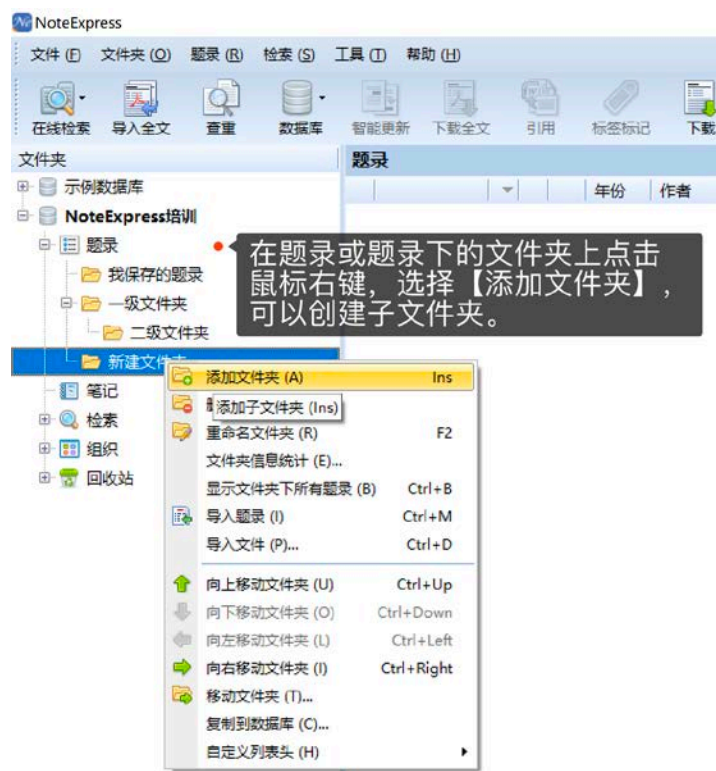 NoteExpress
文件 (F) 文件夹 (O) 题录 (R) 检索 (S) 工具 (T) 帮助 (H)
在线检索 导入全文 查重 数据库 智能更新 下载全文 引用 标签标记 下载
文件夹
题录
年份 作者
示例数据库
NoteExpress培训
题录
我保存的题录
一级文件夹
二级文件夹
新建文件夹
笔记
检索
组织
回收站
在题录或题录下的文件夹上点击
鼠标右键，选择【添加文件夹】，
可以创建子文件夹。
添加文件夹 (A) Ins
添加子文件夹 (Ins)
重命名文件夹 (R) F2
文件夹信息统计 (E)...
显示文件夹下所有题录 (B) Ctrl+B
导入题录 (I) Ctrl+M
导入文件 (P)... Ctrl+D
向上移动文件夹 (U) Ctrl+Up
向下移动文件夹 (O) Ctrl+Down
向左移动文件夹 (L) Ctrl+Left
向右移动文件夹 (I) Ctrl+Right
移动文件夹 (T)...
复制到数据库 (C)...
自定义列表头 (H)